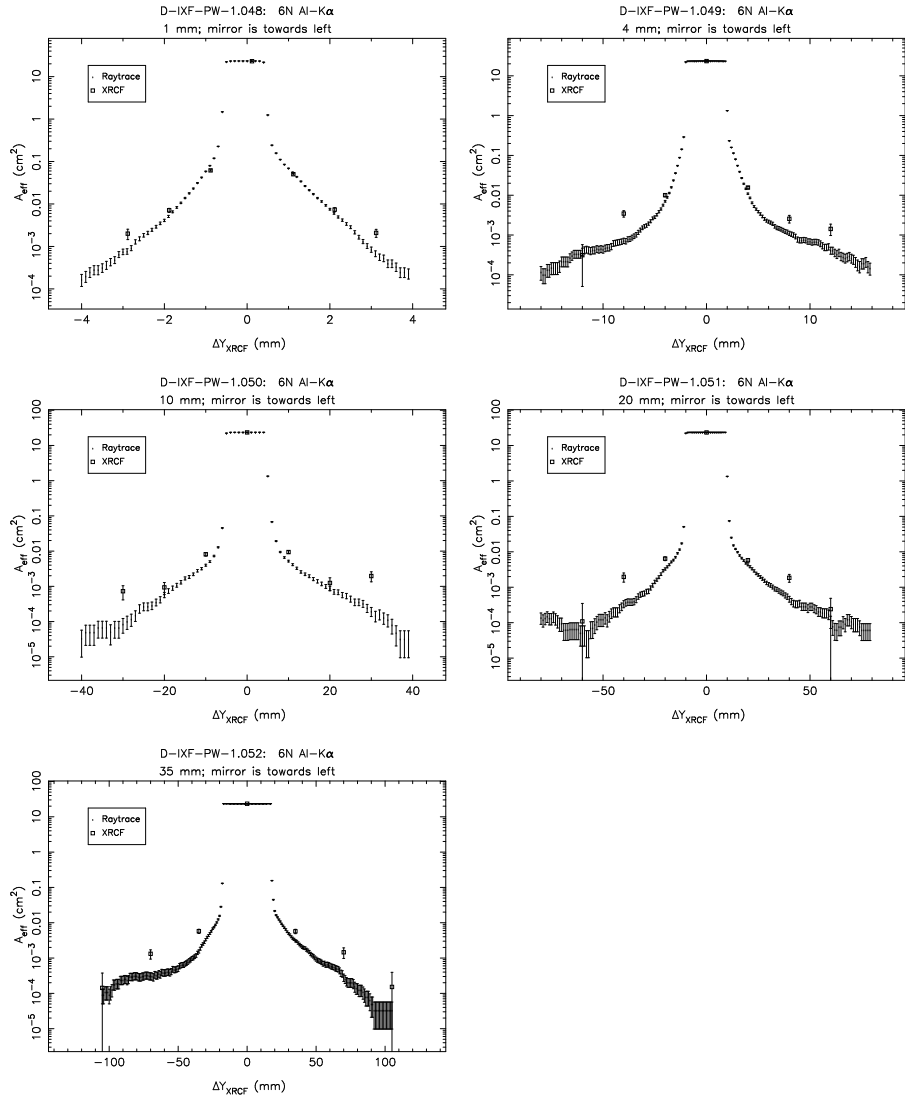 D-IXF-PW-1.048: 6N Al-Kα
1 mm; mirror is towards left
Raytrace
XRCF
A_eff (cm²)
10
1
0.1
0.01
10⁻³
10⁻⁴
−4 −2 0 2 4
ΔY_XRCF (mm)
D-IXF-PW-1.049: 6N Al-Kα
4 mm; mirror is towards left
Raytrace
XRCF
A_eff (cm²)
10
1
0.1
0.01
10⁻³
10⁻⁴
−10 0 10
ΔY_XRCF (mm)
D-IXF-PW-1.050: 6N Al-Kα
10 mm; mirror is towards left
Raytrace
XRCF
A_eff (cm²)
100
10
1
0.1
0.01
10⁻³
10⁻⁴
10⁻⁵
−40 −20 0 20 40
ΔY_XRCF (mm)
D-IXF-PW-1.051: 6N Al-Kα
20 mm; mirror is towards left
Raytrace
XRCF
A_eff (cm²)
100
10
1
0.1
0.01
10⁻³
10⁻⁴
10⁻⁵
−50 0 50
ΔY_XRCF (mm)
D-IXF-PW-1.052: 6N Al-Kα
35 mm; mirror is towards left
Raytrace
XRCF
A_eff (cm²)
100
10
1
0.1
0.01
10⁻³
10⁻⁴
10⁻⁵
−100 −50 0 50 100
ΔY_XRCF (mm)